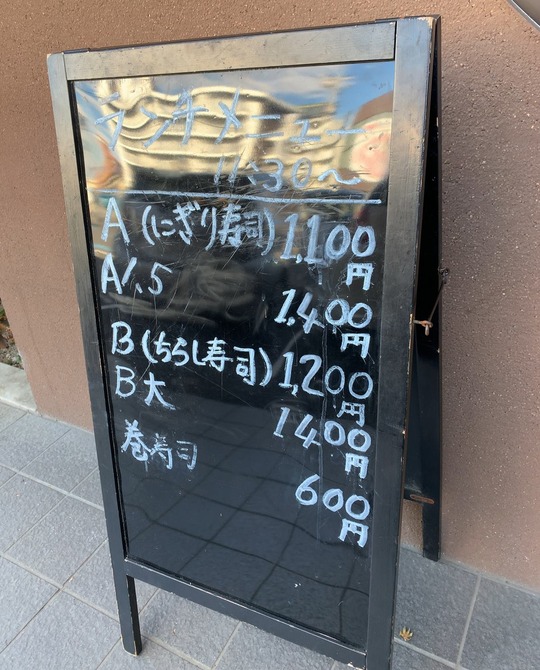 ランチメニュー
11:30〜
A (にぎり寿司) 1,100円
A1.5 1,400円
B (ちらし寿司) 1,200円
B大 1400円
巻寿司 600円